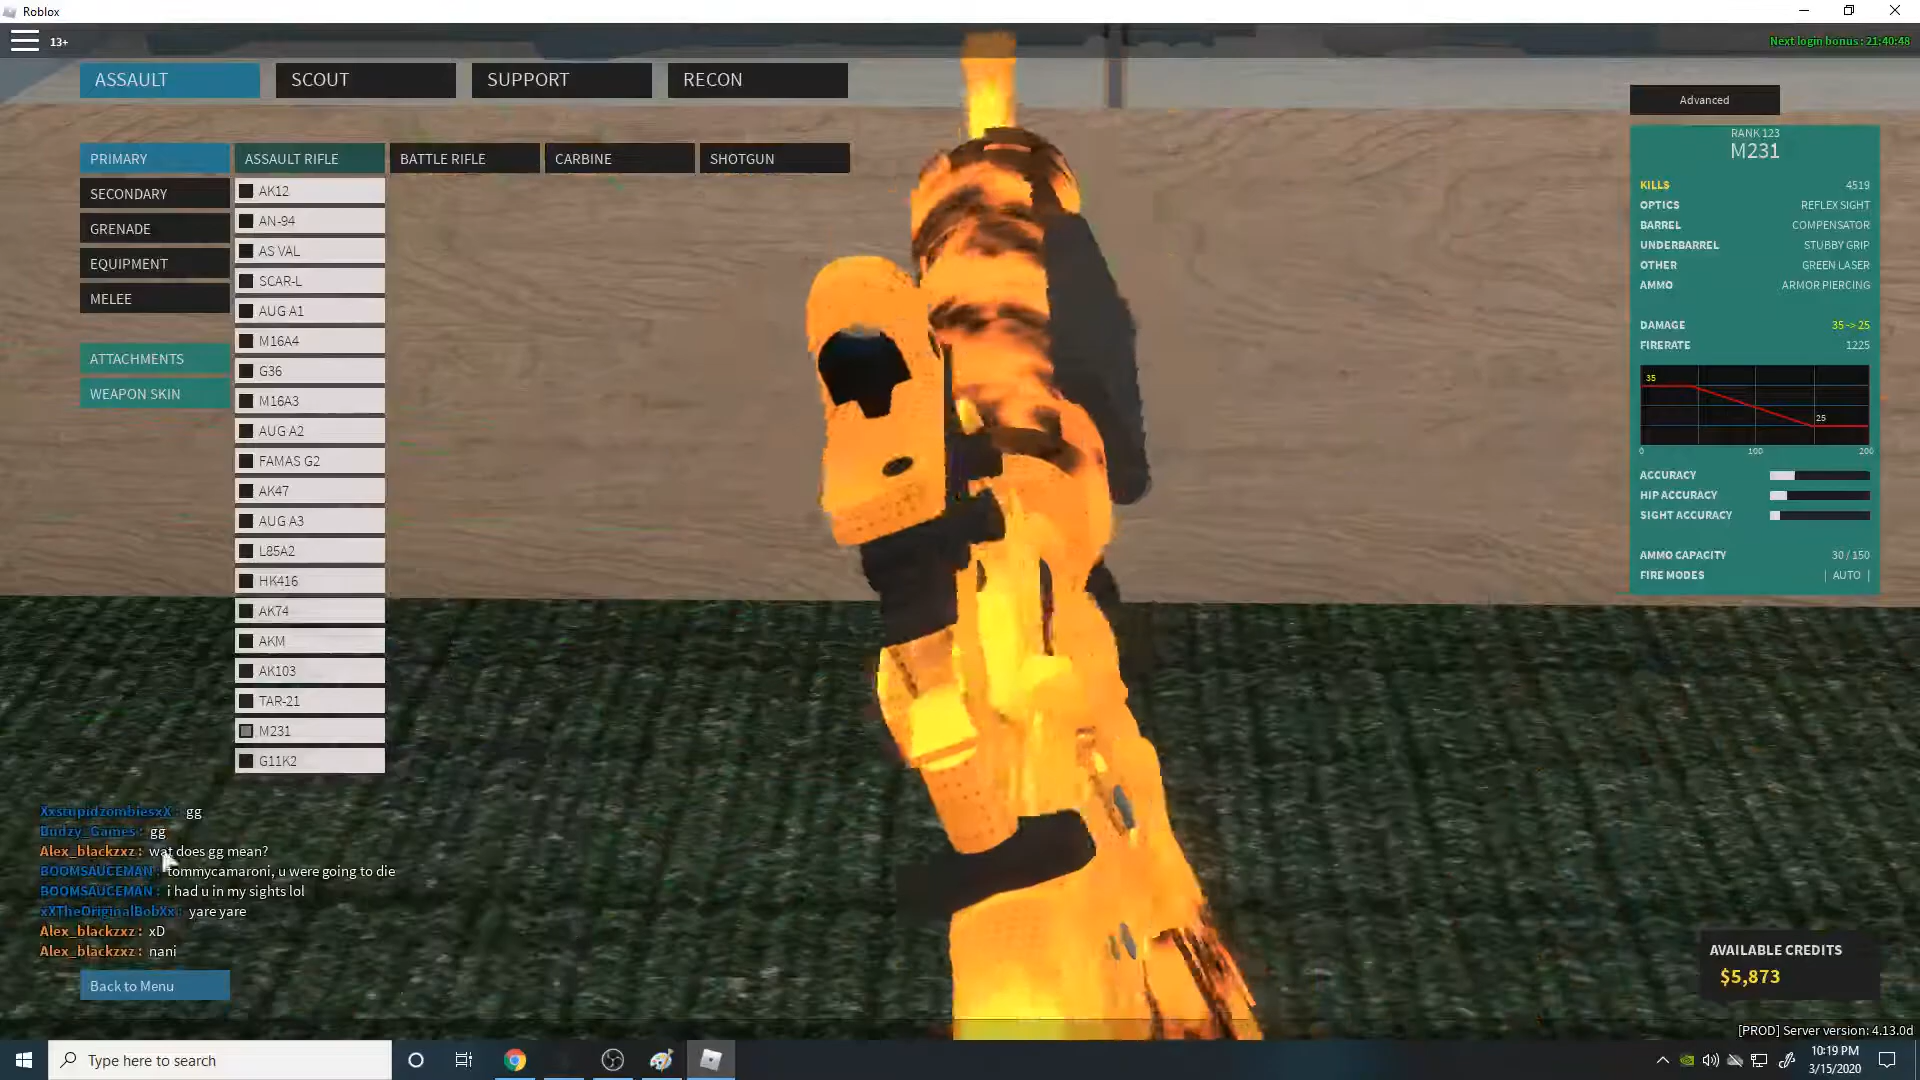 Roblox
13+
Next login bonus : 21:40:48
ASSAULT
SCOUT
SUPPORT
RECON
Advanced
PRIMARY
SECONDARY
GRENADE
EQUIPMENT
MELEE
ATTACHMENTS
WEAPON SKIN
ASSAULT RIFLE
BATTLE RIFLE
CARBINE
SHOTGUN
AK12
AN-94
AS VAL
SCAR-L
AUG A1
M16A4
G36
M16A3
AUG A2
FAMAS G2
AK47
AUG A3
L85A2
HK416
AK74
AKM
AK103
TAR-21
M231
G11K2
RANK 123
M231
KILLS 4519
OPTICS REFLEX SIGHT
BARREL COMPENSATOR
UNDERBARREL STUBBY GRIP
OTHER GREEN LASER
AMMO ARMOR PIERCING
DAMAGE 35 -> 25
FIRERATE 1225
35
25
0 100 200
ACCURACY
HIP ACCURACY
SIGHT ACCURACY
AMMO CAPACITY 30 / 150
FIRE MODES | AUTO |
XxstupidzombiesxX : gg
Budzy_Games : gg
Alex_blackzxz : wat does gg mean?
BOOMSAUCEMAN : tommycamaroni, u were going to die
BOOMSAUCEMAN : i had u in my sights lol
xXTheOriginalBobXx : yare yare
Alex_blackzxz : xD
Alex_blackzxz : nani
Back to Menu
AVAILABLE CREDITS
$5,873
[PROD] Server version: 4.13.0d
Type here to search
10:19 PM
3/15/2020